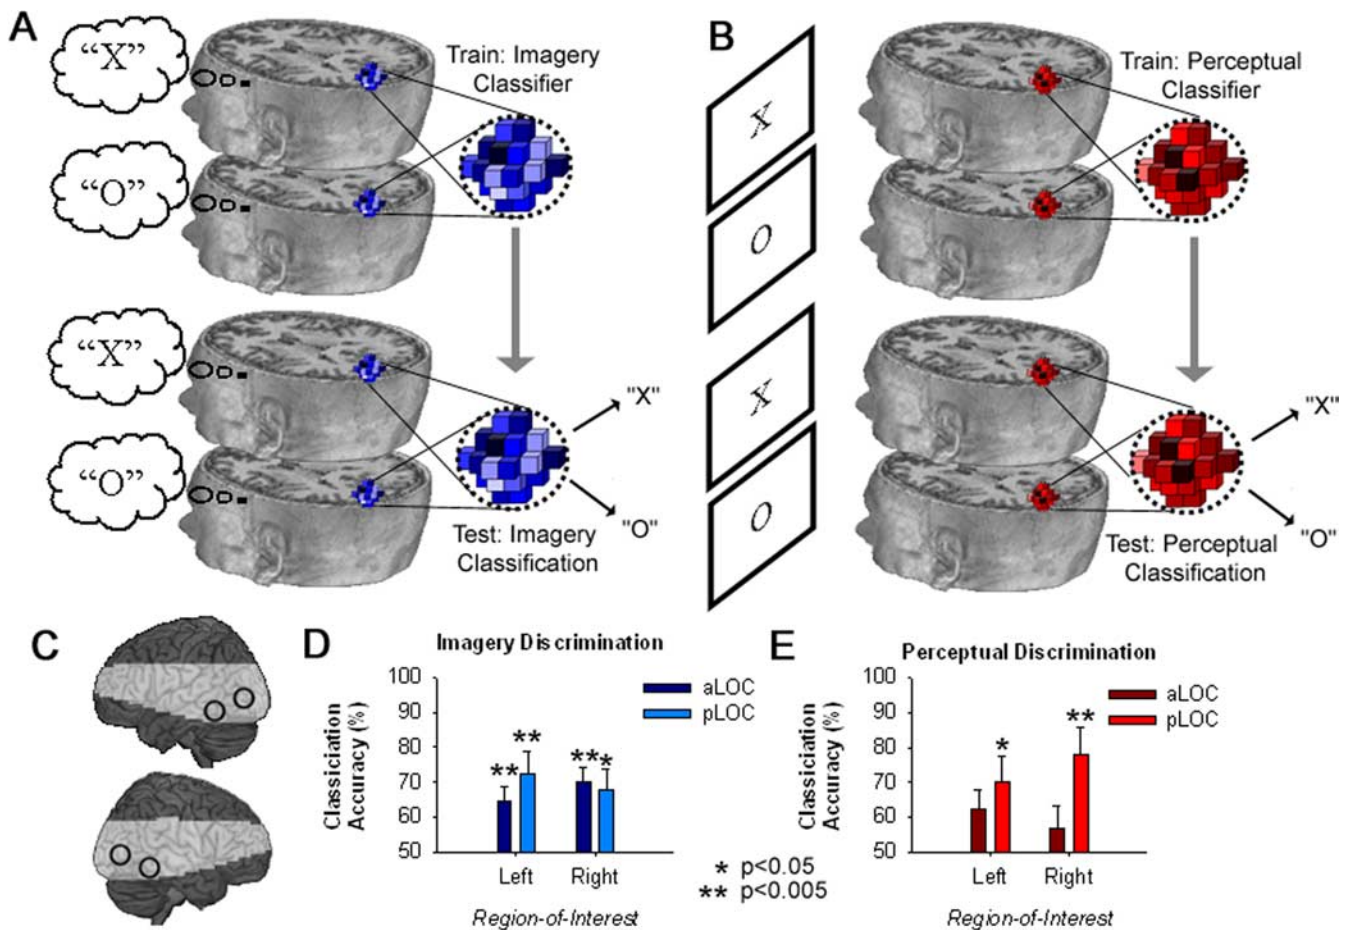 A
“X”
“O”
Train: Imagery
Classifier
“X”
“O”
"X"
"O"
Test: Imagery
Classification
B
X
O
Train: Perceptual
Classifier
X
O
"X"
"O"
Test: Perceptual
Classification
C
D
Imagery Discrimination
Classiciation
Accuracy (%)
100
90
80
70
60
50
aLOC
pLOC
**
**
**
*
Left
Right
Region-of-Interest
* p<0.05
** p<0.005
E
Perceptual Discrimination
Classiciation
Accuracy (%)
100
90
80
70
60
50
aLOC
pLOC
*
**
Left
Right
Region-of-Interest